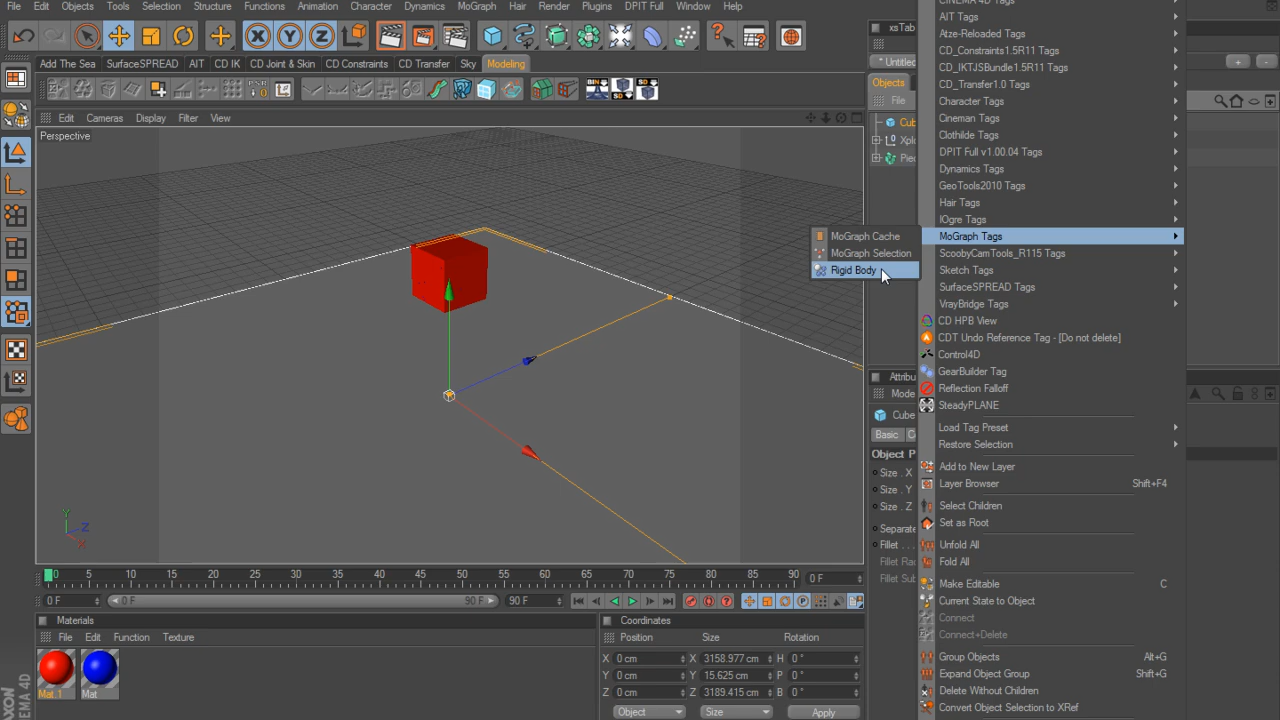 File Edit Objects Tools Selection Structure Functions Animation Character Dynamics MoGraph Hair Render Plugins DPIT Full Window Help
Add The Sea SurfaceSPREAD AIT CD IK CD Joint & Skin CD Constraints CD Transfer Sky Modeling
Edit Cameras Display Filter View
Perspective
xsTab
* Untitled
Objects
File
Cub
Xplo
Piec
CINEMA 4D Tags
AIT Tags
Atze-Reloaded Tags
CD_Constraints1.5R11 Tags
CD_IKTJSBundle1.5R11 Tags
CD_Transfer1.0 Tags
Character Tags
Cineman Tags
Clothilde Tags
DPIT Full v1.00.04 Tags
Dynamics Tags
GeoTools2010 Tags
Hair Tags
IOgre Tags
MoGraph Tags
ScoobyCamTools_R115 Tags
Sketch Tags
SurfaceSPREAD Tags
VrayBridge Tags
CD HPB View
CDT Undo Reference Tag - [Do not delete]
Control4D
GearBuilder Tag
Reflection Falloff
SteadyPLANE
Load Tag Preset
Restore Selection
Add to New Layer
Layer Browser Shift+F4
Select Children
Set as Root
Unfold All
Fold All
Make Editable C
Current State to Object
Connect
Connect+Delete
Group Objects Alt+G
Expand Object Group Shift+G
Delete Without Children
Convert Object Selection to XRef
MoGraph Cache
MoGraph Selection
Rigid Body
Attribu
Mode
Cube
Basic C
Object P
Size . X
Size . Y
Size . Z
Separate
Fillet . . .
Fillet Rac
Fillet Sub
Y Z X
0 5 10 15 20 25 30 35 40 45 50 55 60 65 70 75 80 85 90 0 F
0 F 0 F 90 F 90 F
Materials
File Edit Function Texture
Mat.1 Mat
Coordinates
Position Size Rotation
X 0 cm X 3158.977 cm H 0 °
Y 0 cm Y 15.625 cm P 0 °
Z 0 cm Z 3189.415 cm B 0 °
Object Size Apply